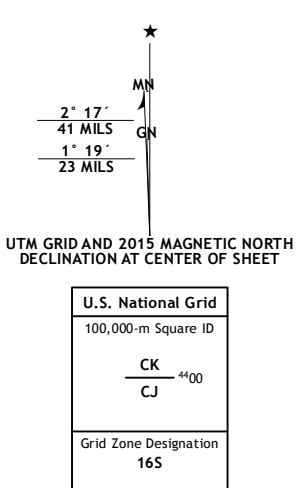 ★
MN
2° 17´
41 MILS
GN
1° 19´
23 MILS
UTM GRID AND 2015 MAGNETIC NORTH
DECLINATION AT CENTER OF SHEET
U.S. National Grid
100,000-m Square ID
CK
⁴⁴00
CJ
Grid Zone Designation
16S